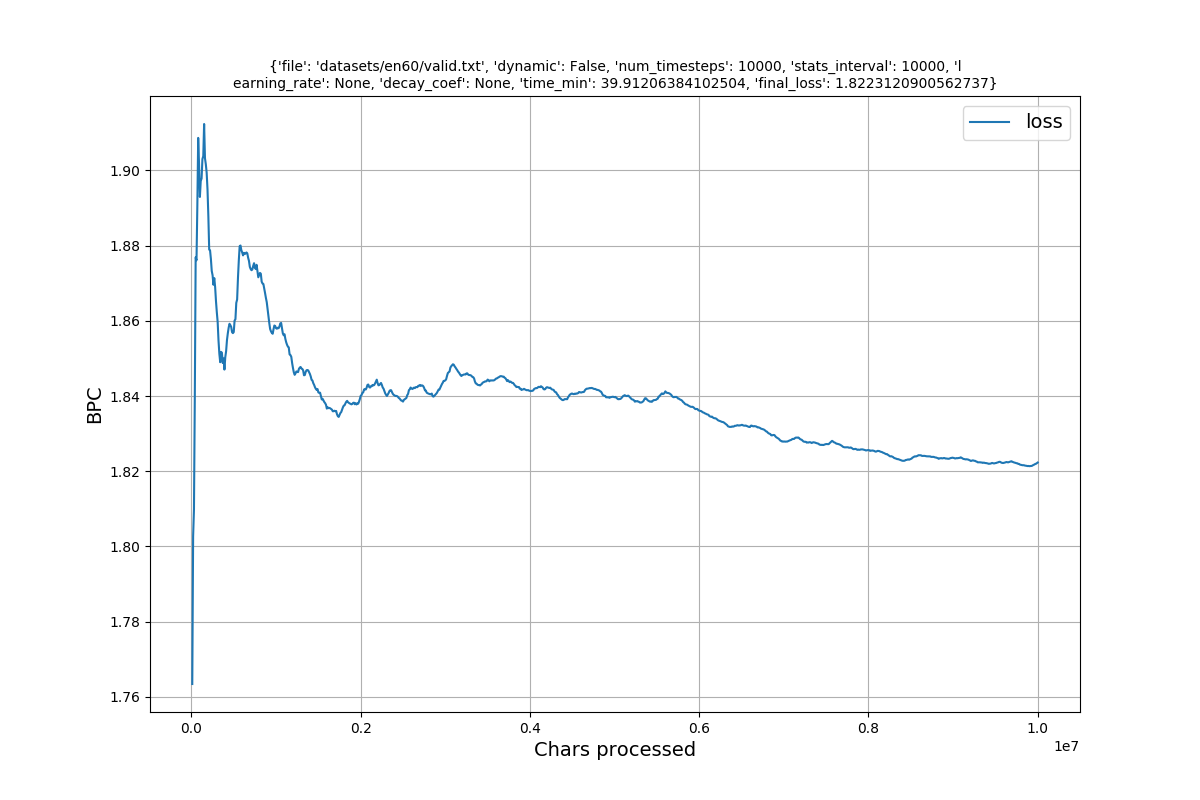 {'file': 'datasets/en60/valid.txt', 'dynamic': False, 'num_timesteps': 10000, 'stats_interval': 10000, 'l
earning_rate': None, 'decay_coef': None, 'time_min': 39.91206384102504, 'final_loss': 1.8223120900562737}
loss
1.90
1.88
1.86
1.84
1.82
1.80
1.78
1.76
BPC
0.0 0.2 0.4 0.6 0.8 1.0
1e7
Chars processed